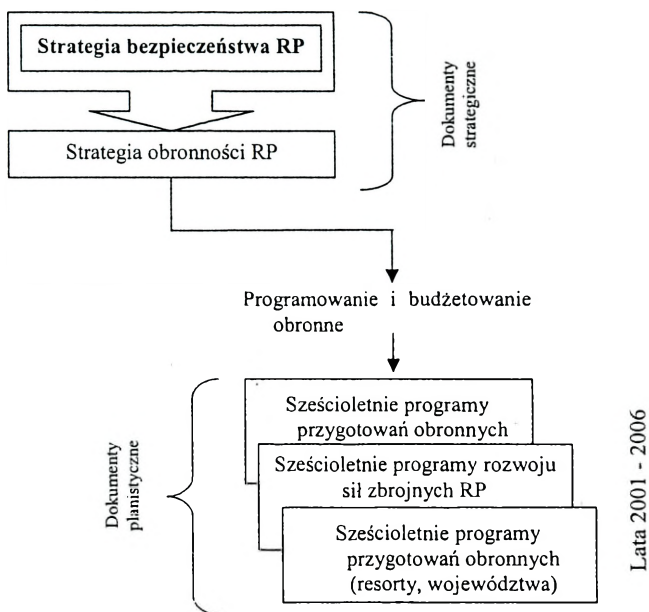 Strategia bezpieczeństwa RP
Strategia obronności RP
Dokumenty
strategiczne
Programowanie i budżetowanie
obronne
Sześcioletnie programy
przygotowań obronnych
Sześcioletnie programy rozwoju
sił zbrojnych RP
Sześcioletnie programy
przygotowań obronnych
(resorty, województwa)
Dokumenty
planistyczne
Lata 2001 - 2006